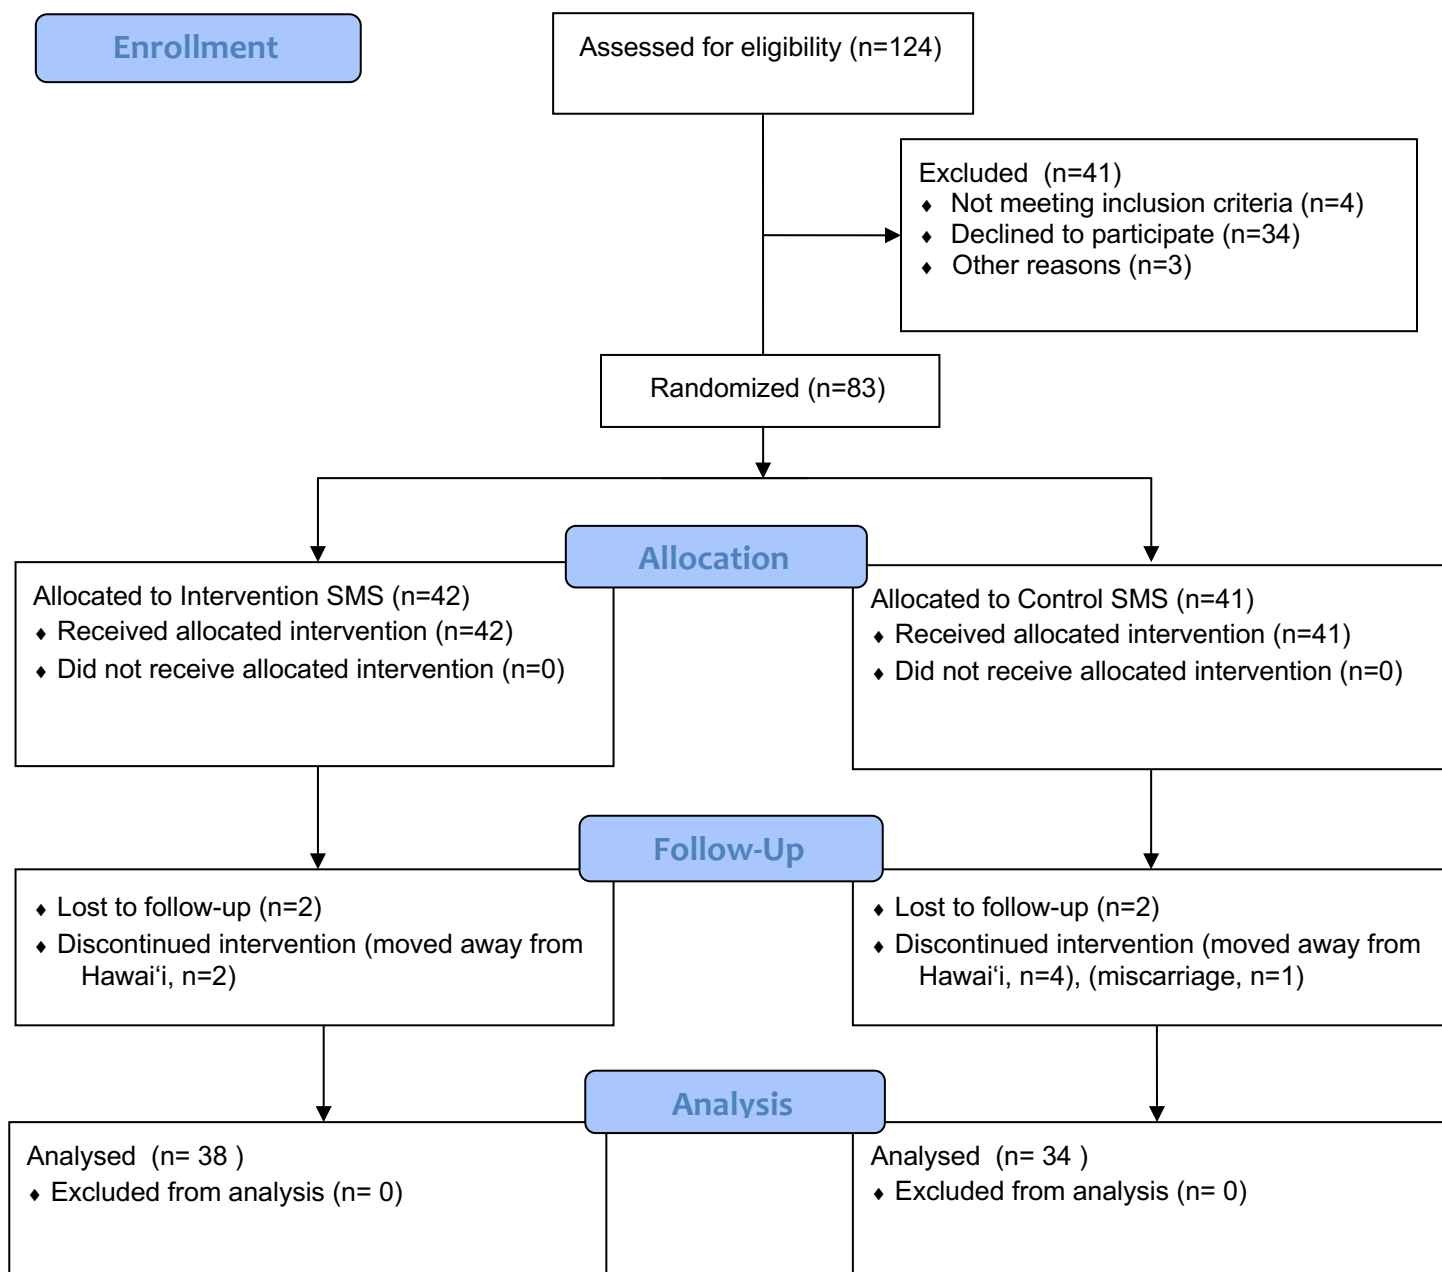 Enrollment
Assessed for eligibility (n=124)
Excluded (n=41)
♦ Not meeting inclusion criteria (n=4)
♦ Declined to participate (n=34)
♦ Other reasons (n=3)
Randomized (n=83)
Allocation
Allocated to Intervention SMS (n=42)
♦ Received allocated intervention (n=42)
♦ Did not receive allocated intervention (n=0)
Allocated to Control SMS (n=41)
♦ Received allocated intervention (n=41)
♦ Did not receive allocated intervention (n=0)
Follow-Up
♦ Lost to follow-up (n=2)
♦ Discontinued intervention (moved away from
Hawai‘i, n=2)
♦ Lost to follow-up (n=2)
♦ Discontinued intervention (moved away from
Hawai‘i, n=4), (miscarriage, n=1)
Analysis
Analysed (n= 38 )
♦ Excluded from analysis (n= 0)
Analysed (n= 34 )
♦ Excluded from analysis (n= 0)